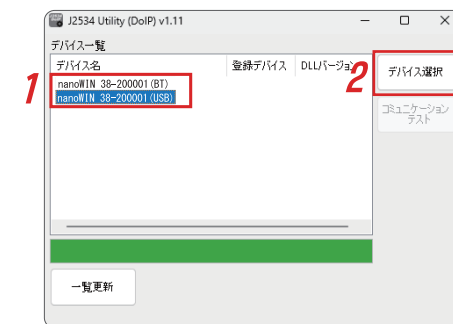 J2534 Utility (DoIP) v1.11
デバイス一覧
デバイス名 登録デバイス DLLバージョン
デバイス選択
1
2
nanoWIN 38-200001(BT)
nanoWIN 38-200001(USB)
コミュニケーション
テスト
一覧更新